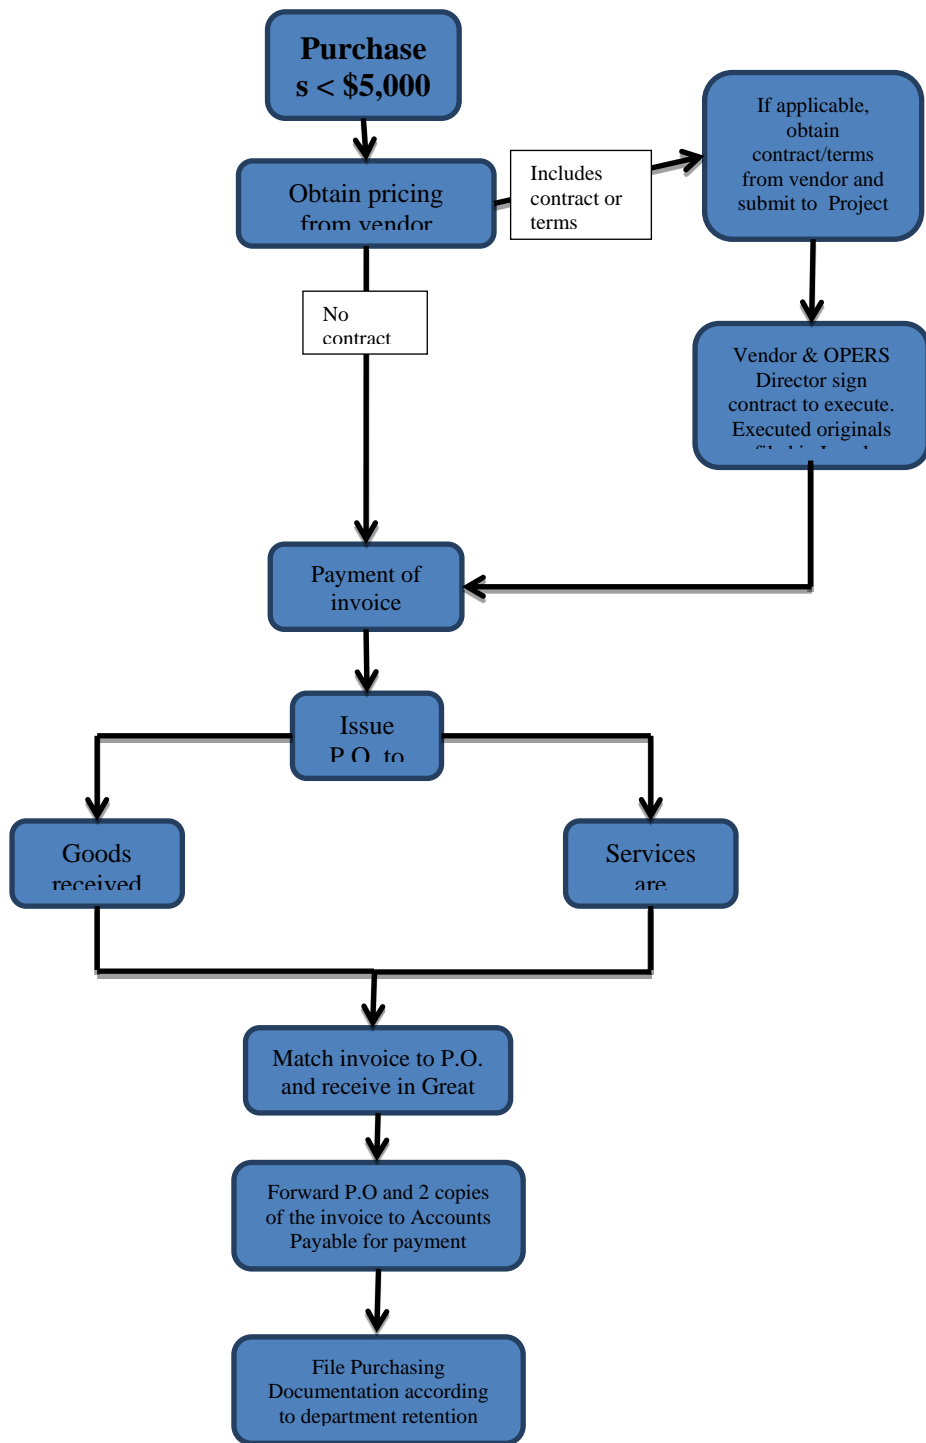 Purchase
s < $5,000
Obtain pricing
from vendor
Includes
contract or
terms
If applicable,
obtain
contract/terms
from vendor and
submit to Project
No
contract
Vendor & OPERS
Director sign
contract to execute.
Executed originals
filed in
Payment of
invoice
Issue
P.O. to
Goods
received
Services
are
Match invoice to P.O.
and receive in Great
Forward P.O and 2 copies
of the invoice to Accounts
Payable for payment
File Purchasing
Documentation according
to department retention